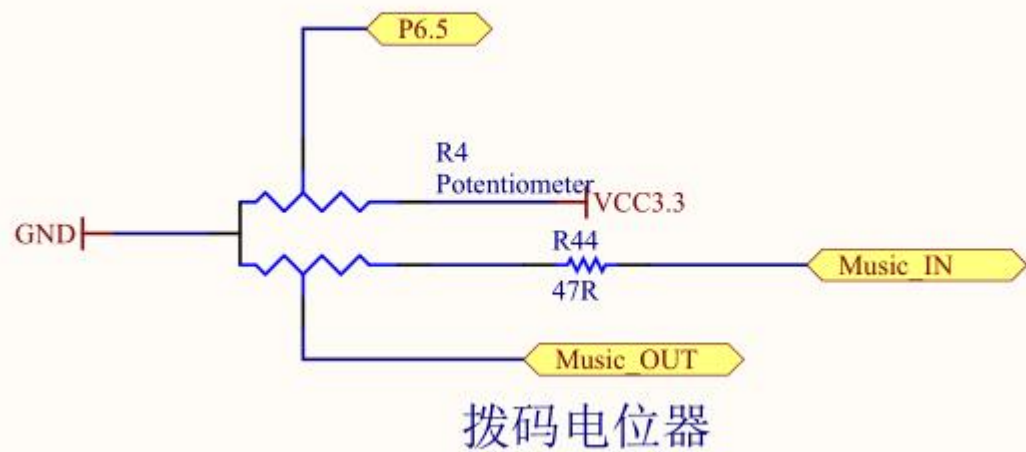 P6.5
R4
Potentiometer
VCC3.3
GND
R44
47R
Music_IN
Music_OUT
拨码电位器